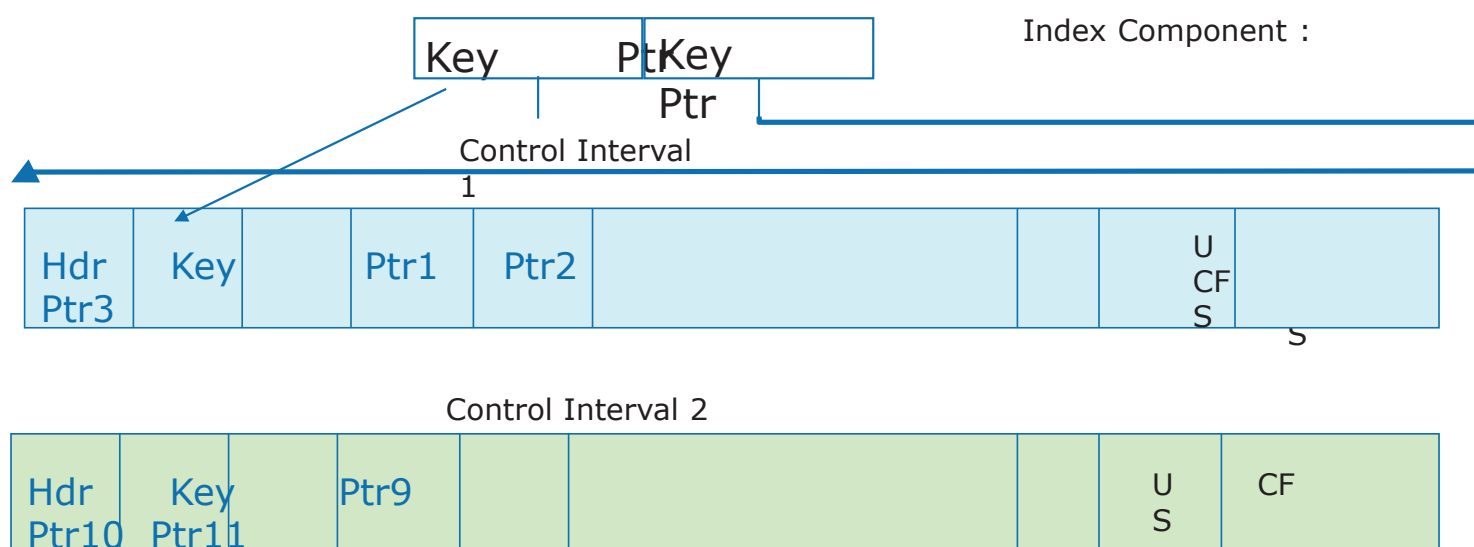 Index Component :
Key Ptr Key
Ptr
Control Interval
1
Hdr Key Ptr1 Ptr2
Ptr3
U
CF
S
S
Control Interval 2
Hdr Key Ptr9
Ptr10 Ptr11
U CF
S